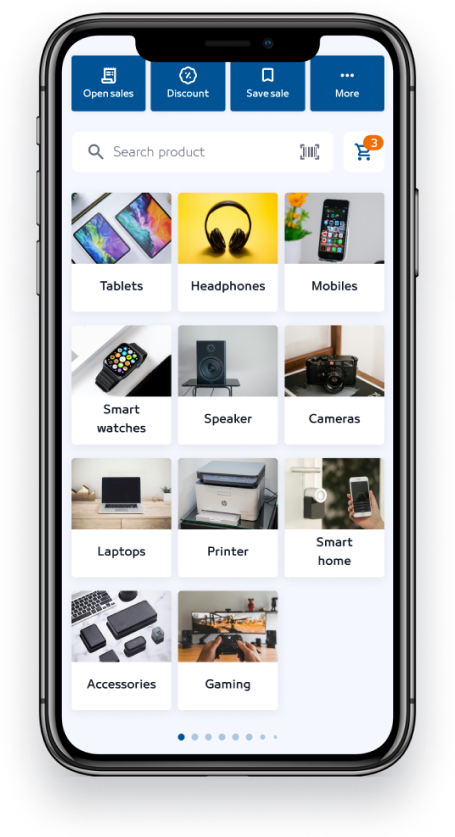 Open sales
Discount
Save sale
More
Search product
3
Tablets
Headphones
Mobiles
Smart
watches
Speaker
Cameras
Laptops
Printer
Smart
home
Accessories
Gaming